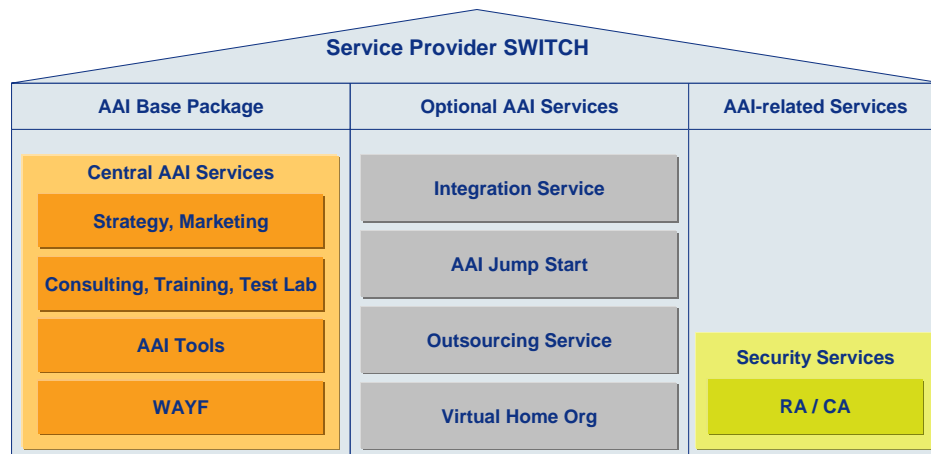 Service Provider SWITCH
AAI Base Package
Optional AAI Services
AAI-related Services
Central AAI Services
Strategy, Marketing
Consulting, Training, Test Lab
AAI Tools
WAYF
Integration Service
AAI Jump Start
Outsourcing Service
Virtual Home Org
Security Services
RA / CA